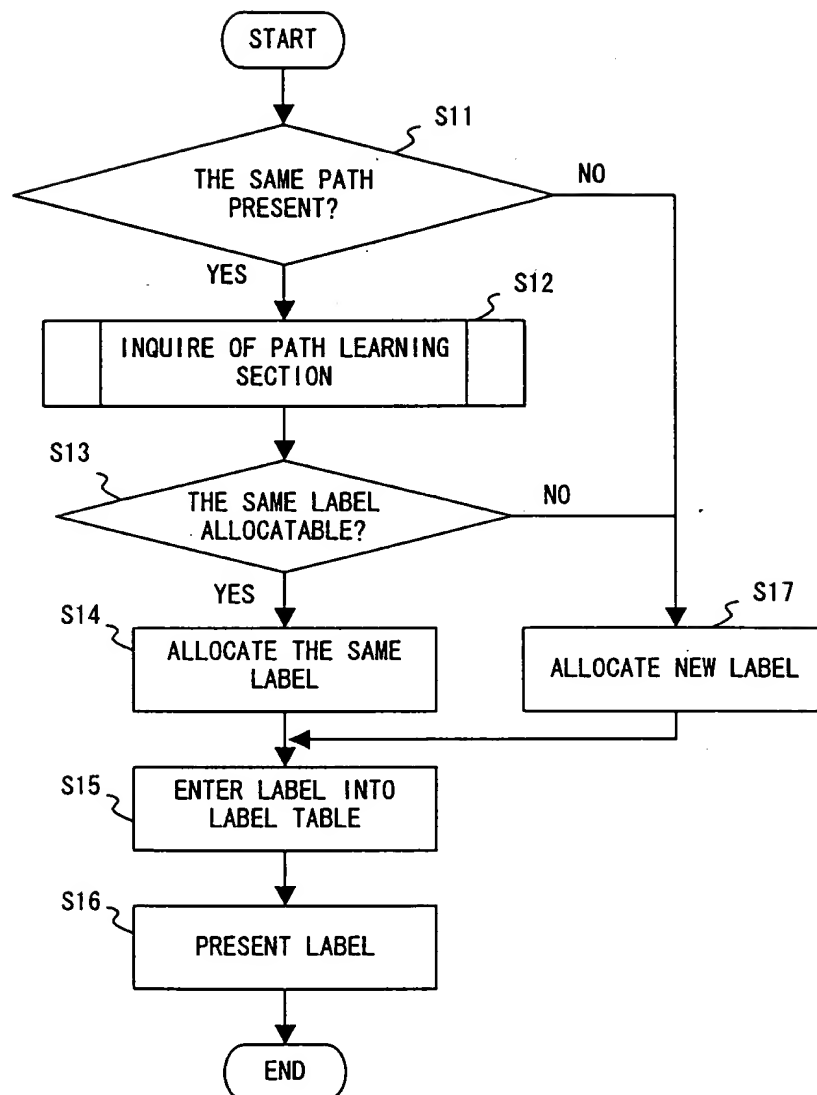 START
S11
THE SAME PATH
PRESENT?
NO
YES
S12
INQUIRE OF PATH LEARNING
SECTION
S13
THE SAME LABEL
ALLOCATABLE?
NO
YES
S14
ALLOCATE THE SAME
LABEL
S17
ALLOCATE NEW LABEL
S15
ENTER LABEL INTO
LABEL TABLE
S16
PRESENT LABEL
END